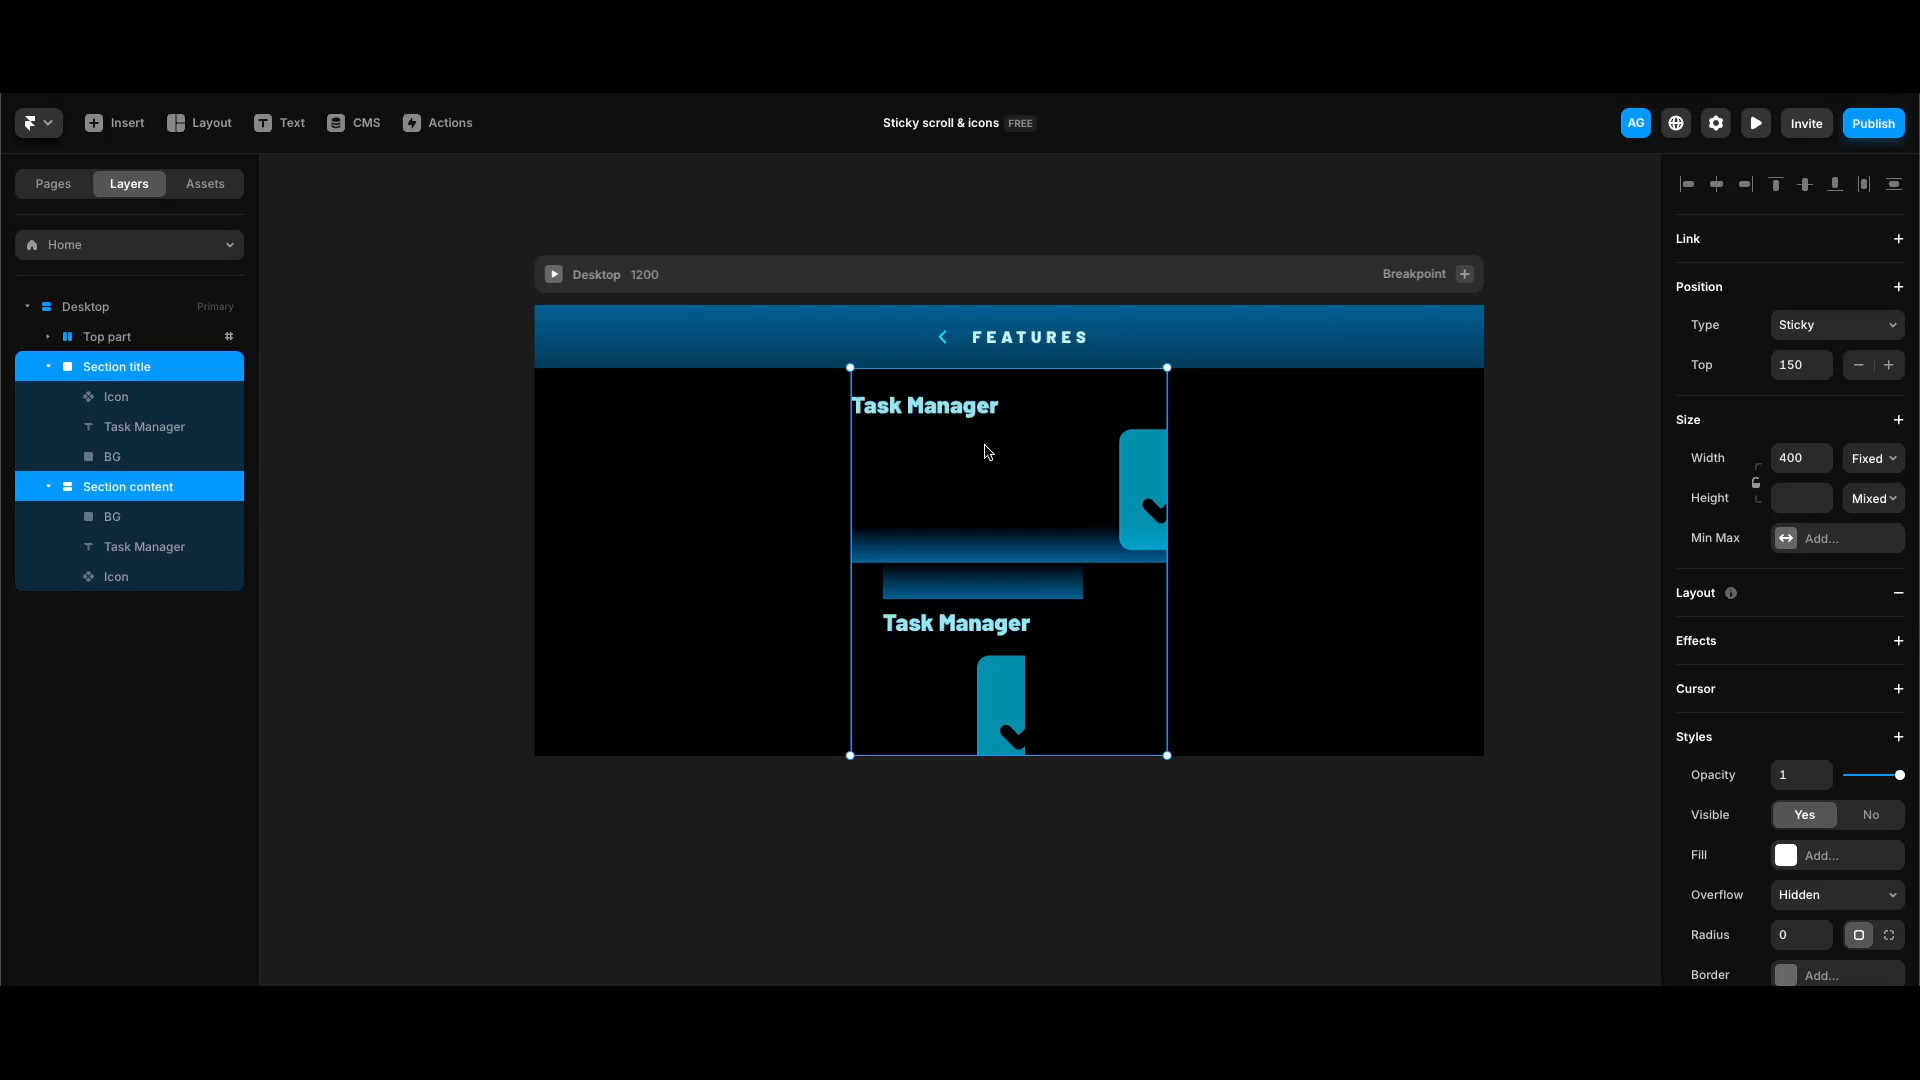 Insert
Layout
Text
CMS
Actions
Sticky scroll & icons FREE
AG
Invite
Publish
Pages
Layers
Assets
Home
Desktop Primary
Top part
Section title
Icon
Task Manager
BG
Section content
BG
Task Manager
Icon
Desktop 1200
Breakpoint
FEATURES
Task Manager
Task Manager
Link
Position
Type Sticky
Top 150
Size
Width 400 Fixed
Height Mixed
Min Max Add...
Layout
Effects
Cursor
Styles
Opacity 1
Visible Yes No
Fill Add...
Overflow Hidden
Radius 0
Border Add...